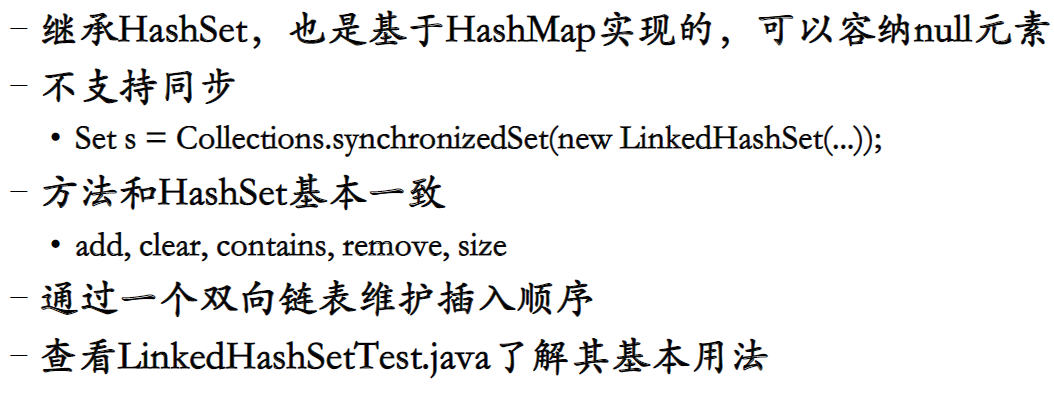 – 继承HashSet，也是基于HashMap实现的，可以容纳null元素
– 不支持同步
• Set s = Collections.synchronizedSet(new LinkedHashSet(...));
– 方法和HashSet基本一致
• add, clear, contains, remove, size
– 通过一个双向链表维护插入顺序
– 查看LinkedHashSetTest.java了解其基本用法